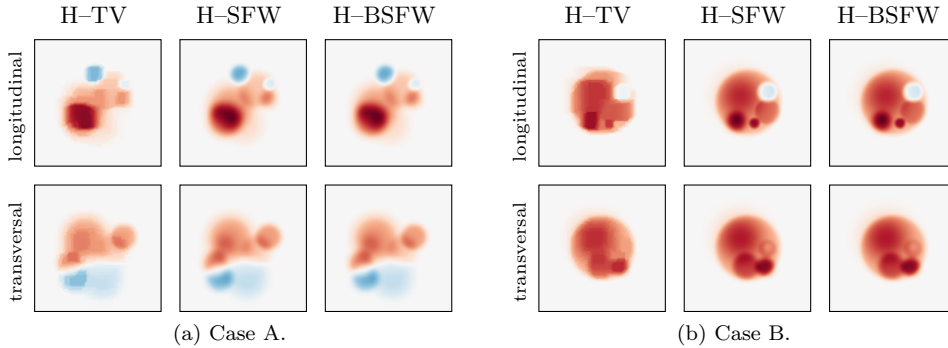 H–TV H–SFW H–BSFW H–TV H–SFW H–BSFW
longitudinal longitudinal
transversal transversal
(a) Case A. (b) Case B.